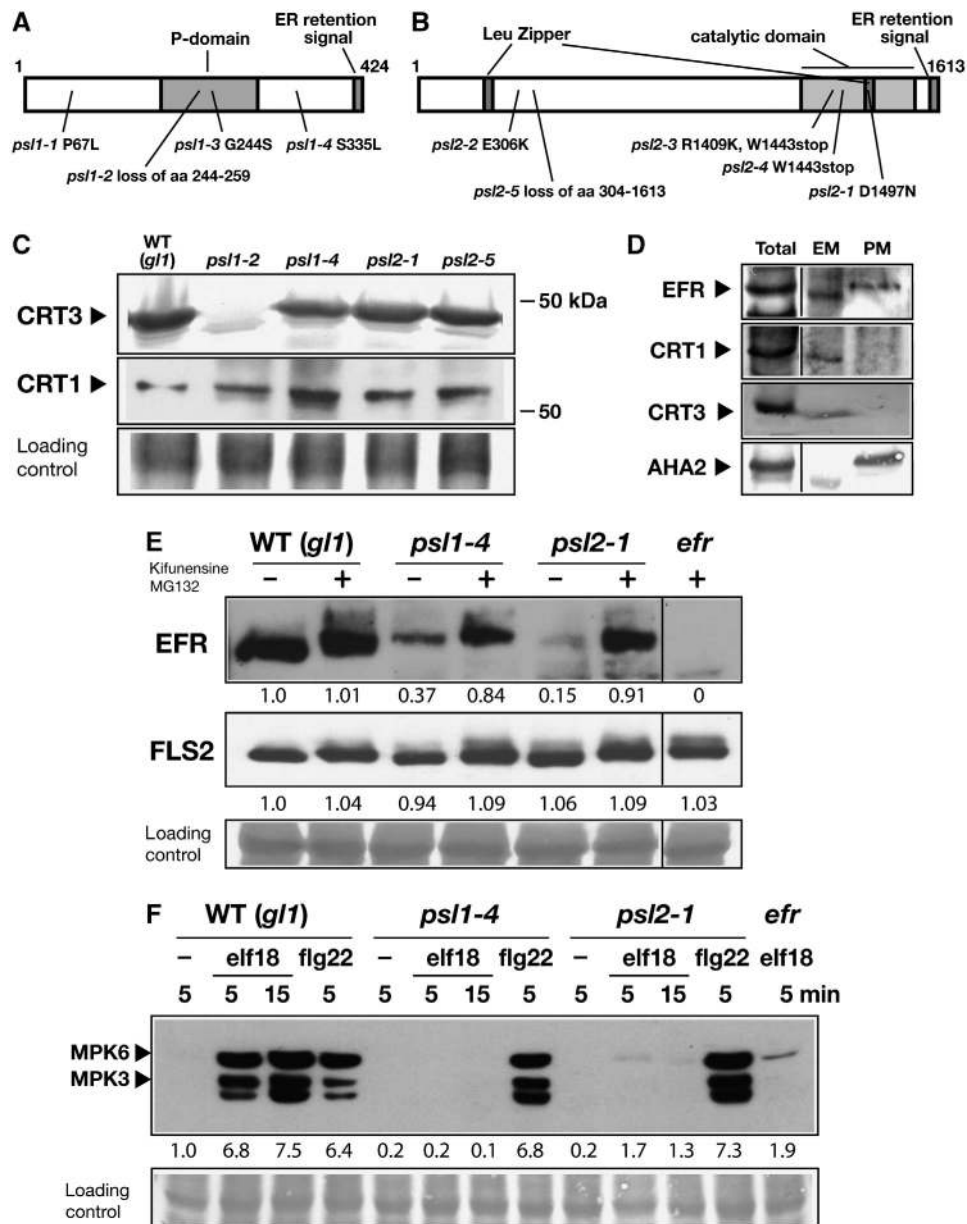 A
P-domain
ER retention
signal
1
424
psl1-1 P67L
psl1-3 G244S
psl1-4 S335L
psl1-2 loss of aa 244-259
B
Leu Zipper
catalytic domain
ER retention
signal
1
1613
psl2-2 E306K
psl2-3 R1409K, W1443stop
psl2-4 W1443stop
psl2-5 loss of aa 304-1613
psl2-1 D1497N
C
WT
(gl1) psl1-2 psl1-4 psl2-1 psl2-5
CRT3
50 kDa
CRT1
50
Loading
control
D
Total EM PM
EFR
CRT1
CRT3
AHA2
E
WT (gl1) psl1-4 psl2-1 efr
Kifunensine
MG132
– + – + – + +
EFR
1.0 1.01 0.37 0.84 0.15 0.91 0
FLS2
1.0 1.04 0.94 1.09 1.06 1.09 1.03
Loading
control
F
WT (gl1) psl1-4 psl2-1 efr
– elf18 flg22 – elf18 flg22 – elf18 flg22 elf18
5 5 15 5 5 5 15 5 5 5 15 5 5 min
MPK6
MPK3
1.0 6.8 7.5 6.4 0.2 0.2 0.1 6.8 0.2 1.7 1.3 7.3 1.9
Loading
control